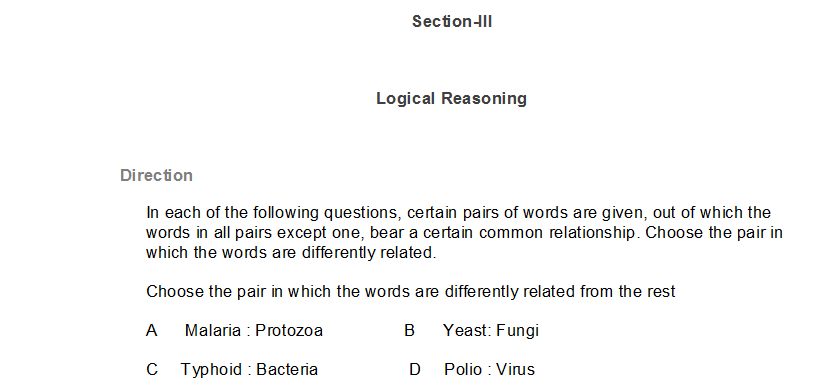 Section-III
Logical Reasoning
Direction
In each of the following questions, certain pairs of words are given, out of which the
words in all pairs except one, bear a certain common relationship. Choose the pair in
which the words are differently related.
Choose the pair in which the words are differently related from the rest
A Malaria : Protozoa B Yeast: Fungi
C Typhoid : Bacteria D Polio : Virus